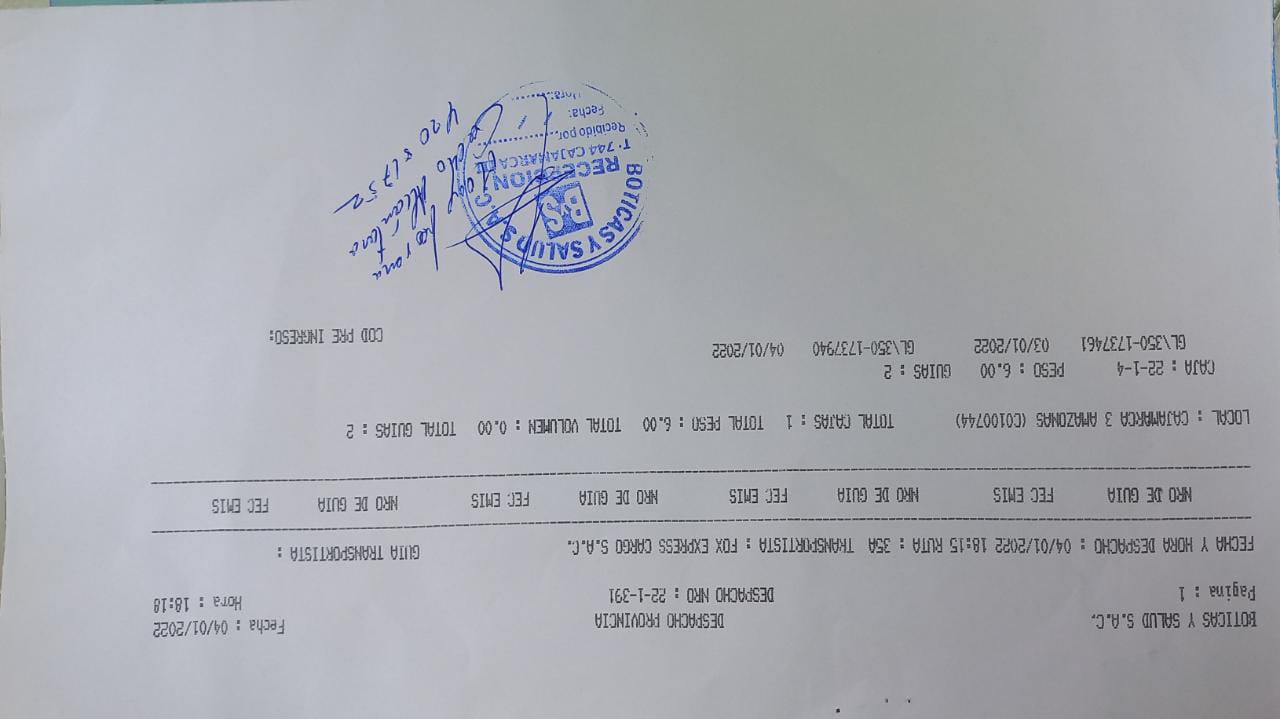 BOTICAS Y SALUD S.A.C. DESPACHO PROVINCIA Fecha : 04/01/2022
Pagina : 1 DESPACHO NRO : 22-1-391 Hora : 18:18
FECHA Y HORA DESPACHO : 04/01/2022 18:15 RUTA : 35A TRANSPORTISTA : FOX EXPRESS CARGO S.A.C. GUIA TRANSPORTISTA :
NRO DE GUIA FEC EMIS NRO DE GUIA FEC EMIS NRO DE GUIA FEC EMIS NRO DE GUIA FEC EMIS
LOCAL : CAJAMARCA 3 AMAZONAS (C0100744) TOTAL CAJAS : 1 TOTAL PESO : 6.00 TOTAL VOLUMEN : 0.00 TOTAL GUIAS : 2
CAJA : 22-1-4 PESO : 6.00 GUIAS : 2
GL\350-1737461 03/01/2022 GL\350-1737940 04/01/2022 COD PRE INGRESO:
BOTICAS Y SALUD S.A.C.
B&S
RECEPCION
T-744 CAJAMARCA III
Recibido por:
Fecha: / /
Hora: